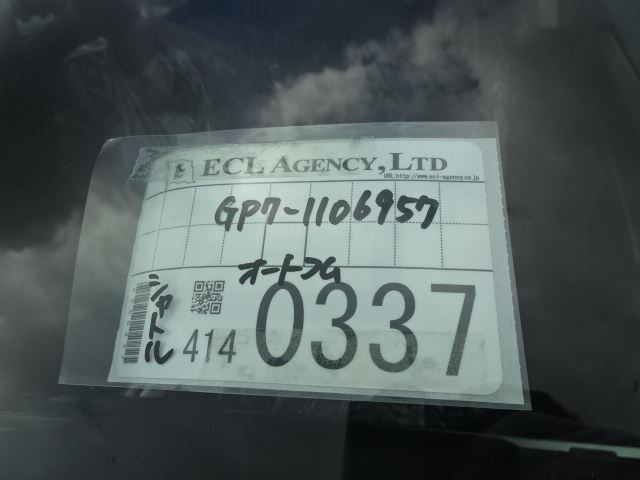 ECL AGENCY, LTD
URL:http://www.ecl-agency.co.jp
GP7-1106957
オートコム
シャトル
414 0337